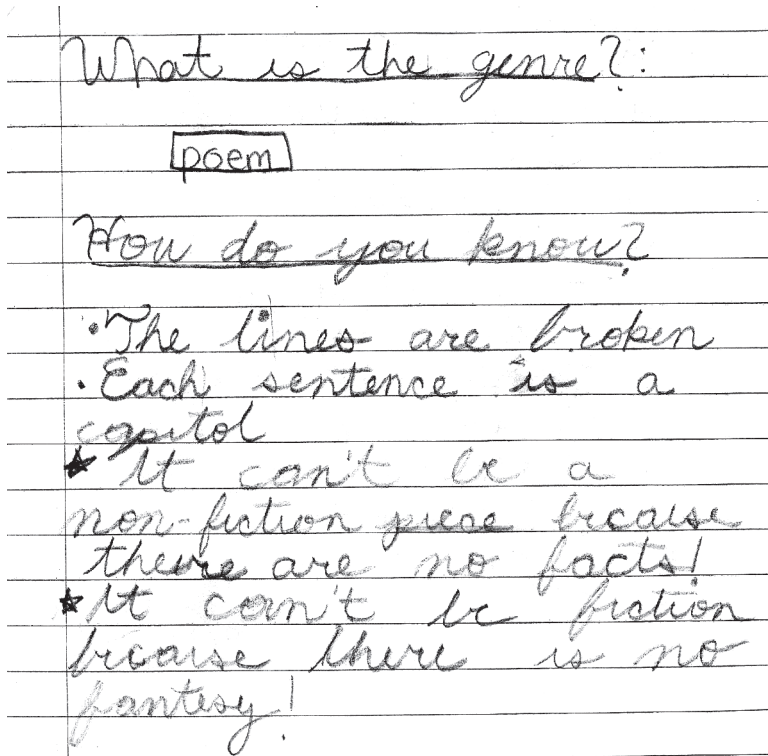 What is the genre?:
poem
How do you know?
• The lines are broken
• Each sentence is a
capitol
★ It can't be a
non-fiction piece because
there are no facts!
★ It can't be fiction
because there is no
fantesy!